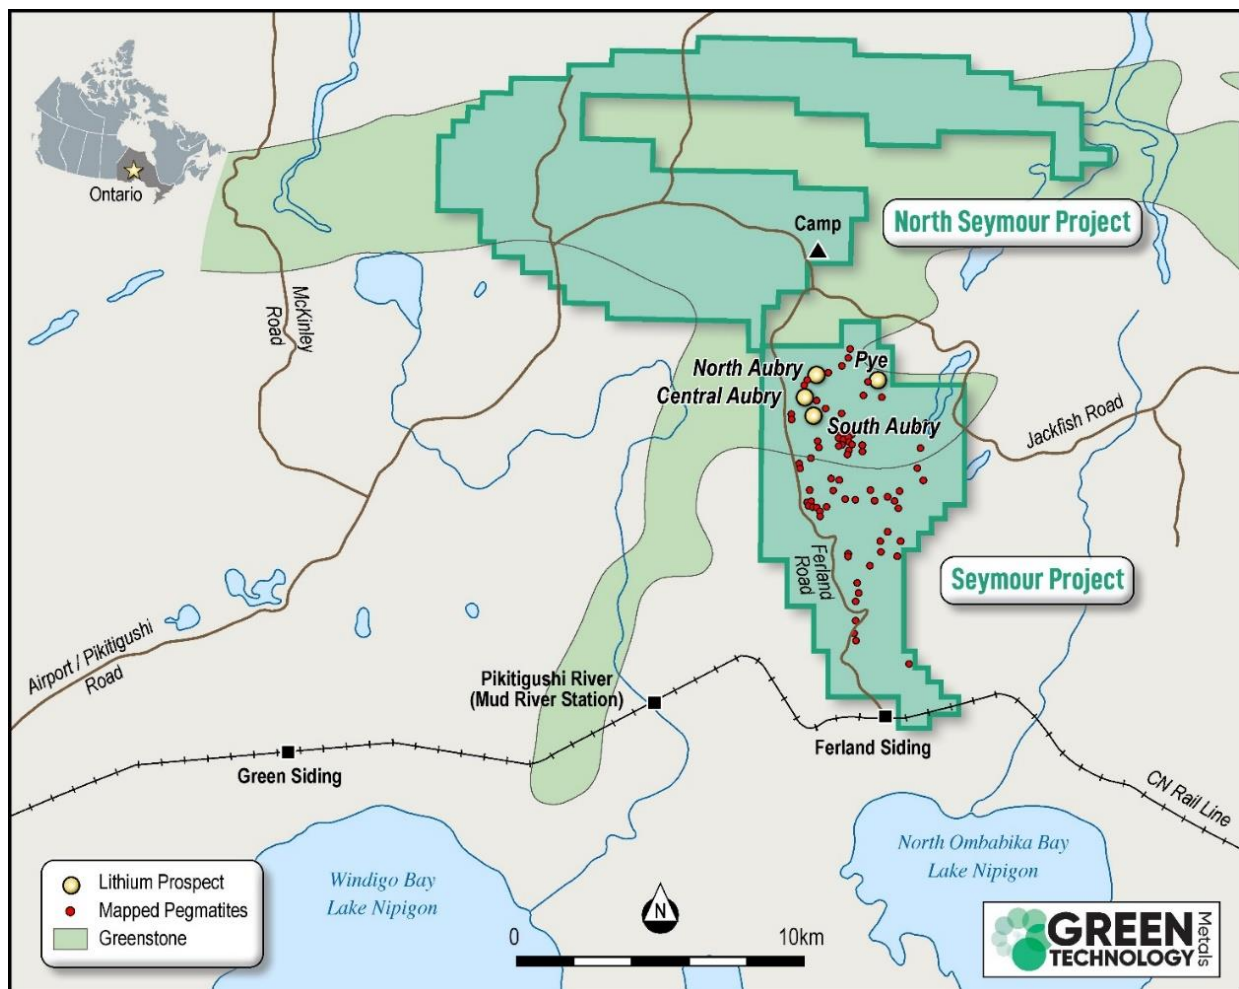 Ontario
McKinley
Road
Camp
North Seymour Project
North Aubry
Pye
Central Aubry
South Aubry
Jackfish Road
Ferland
Road
Seymour Project
Airport / Pikitigushi
Road
Pikitigushi River
(Mud River Station)
Green Siding
Ferland Siding
CN Rail Line
Windigo Bay
Lake Nipigon
North Ombabika Bay
Lake Nipigon
Lithium Prospect
Mapped Pegmatites
Greenstone
N
0
10km
GREEN
TECHNOLOGY
Metals